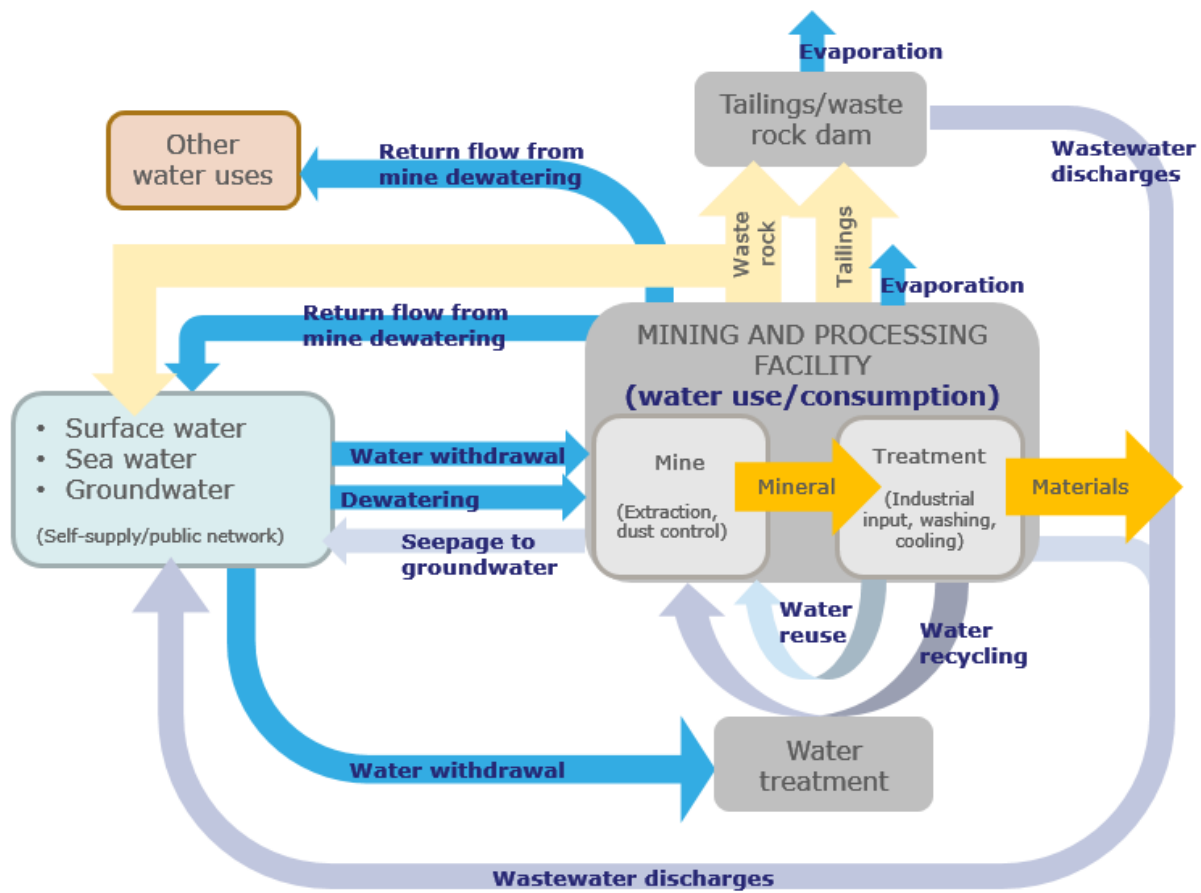 Evaporation
Tailings/waste
rock dam
Other
water uses
Return flow from
mine dewatering
Wastewater
discharges
Waste
rock
Tailings
Evaporation
Return flow from
mine dewatering
MINING AND PROCESSING
FACILITY
(water use/consumption)
• Surface water
• Sea water
• Groundwater
(Self-supply/public network)
Water withdrawal
Dewatering
Seepage to
groundwater
Mine
(Extraction,
dust control)
Mineral
Treatment
(Industrial
input, washing,
cooling)
Materials
Water
reuse
Water
recycling
Water withdrawal
Water
treatment
Wastewater discharges